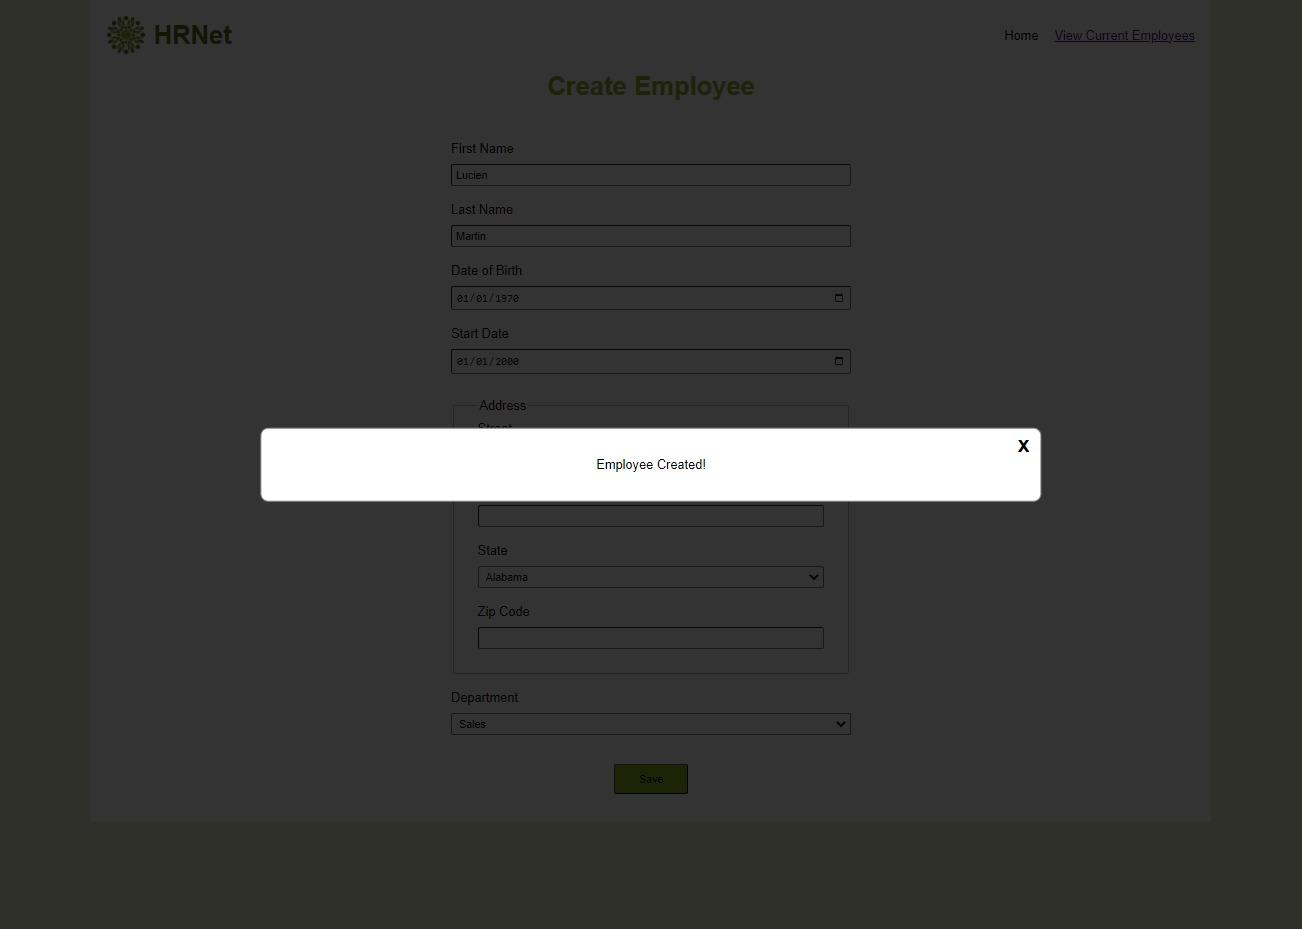 HRNet
Home View Current Employees
Create Employee
First Name
Lucien
Last Name
Martin
Date of Birth
01/01/1970
Start Date
01/01/2000
Address
Street
X
Employee Created!
State
Alabama
Zip Code
Department
Sales
Save